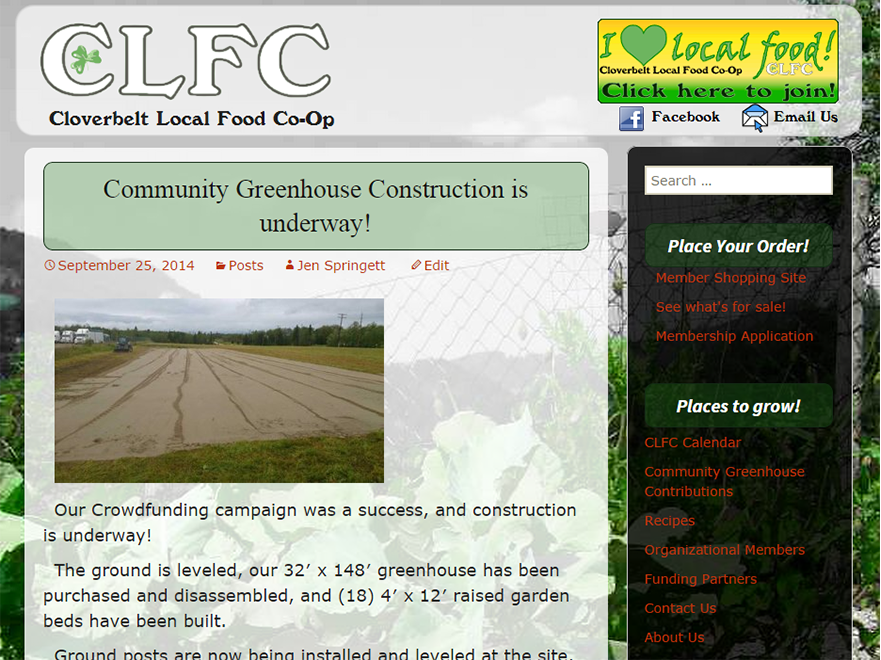 CLFC
Cloverbelt Local Food Co-Op
I local food!
Cloverbelt Local Food Co-Op CLFC
Click here to join!
Facebook Email Us
Community Greenhouse Construction is
underway!
September 25, 2014 Posts Jen Springett Edit
Our Crowdfunding campaign was a success, and construction
is underway!
The ground is leveled, our 32′ x 148′ greenhouse has been
purchased and disassembled, and (18) 4′ x 12′ raised garden
beds have been built.
Ground posts are now being installed and leveled at the site.
Search ...
Place Your Order!
Member Shopping Site
See what's for sale!
Membership Application
Places to grow!
CLFC Calendar
Community Greenhouse
Contributions
Recipes
Organizational Members
Funding Partners
Contact Us
About Us